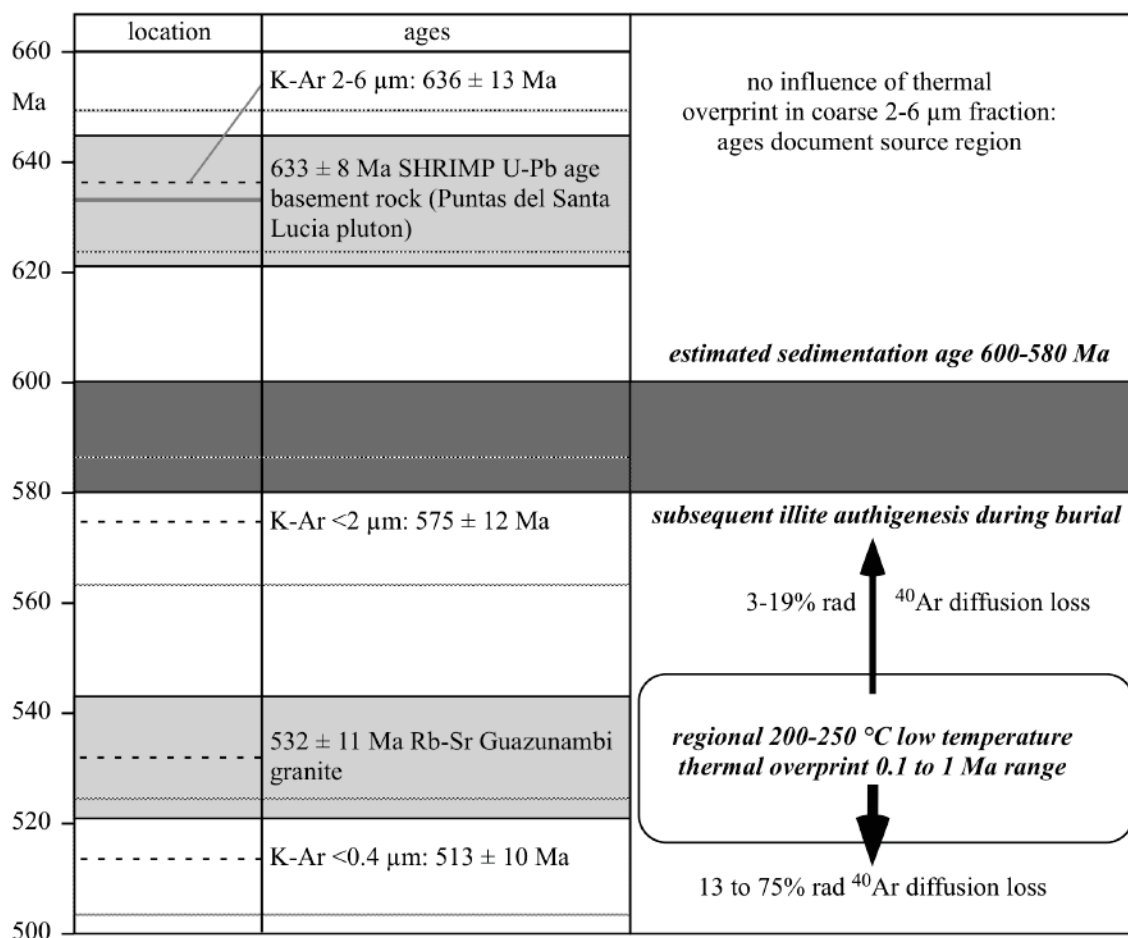 location
ages
660
Ma
640
620
600
580
560
540
520
500
K-Ar 2-6 µm: 636 ± 13 Ma
633 ± 8 Ma SHRIMP U-Pb age
basement rock (Puntas del Santa
Lucia pluton)
K-Ar <2 µm: 575 ± 12 Ma
532 ± 11 Ma Rb-Sr Guazunambi
granite
K-Ar <0.4 µm: 513 ± 10 Ma
no influence of thermal
overprint in coarse 2-6 µm fraction:
ages document source region
estimated sedimentation age 600-580 Ma
subsequent illite authigenesis during burial
3-19% rad ⁴⁰Ar diffusion loss
regional 200-250 °C low temperature
thermal overprint 0.1 to 1 Ma range
13 to 75% rad ⁴⁰Ar diffusion loss